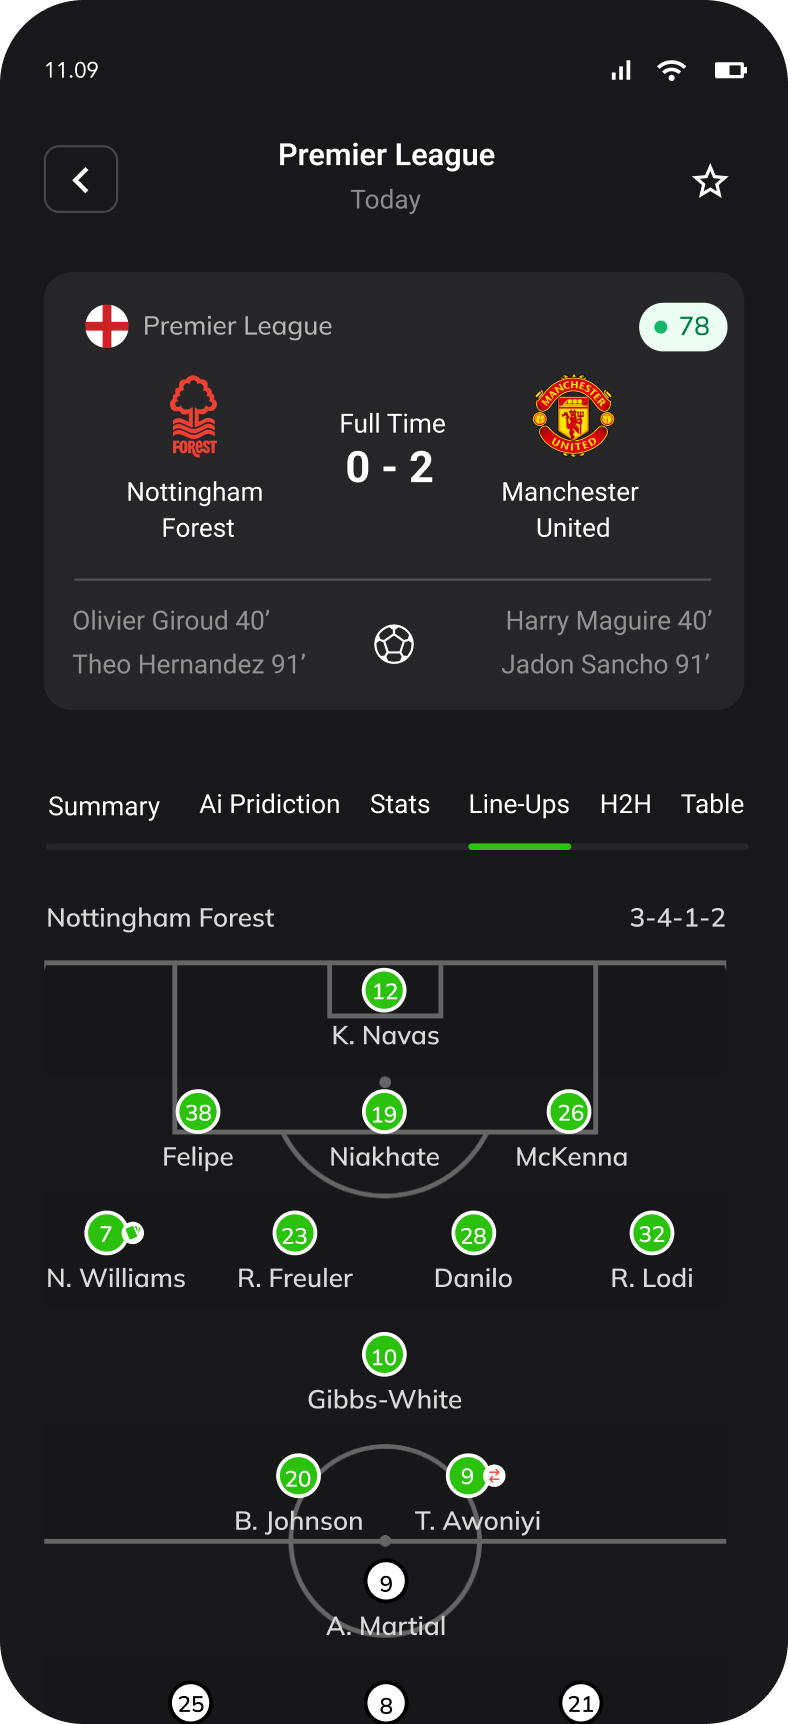 11.09
Premier League
Today
Premier League
78
FOREST
MANCHESTER
UNITED
Full Time
0 - 2
Nottingham
Forest
Manchester
United
Olivier Giroud 40’
Harry Maguire 40’
Theo Hernandez 91’
Jadon Sancho 91’
Summary
Ai Pridiction
Stats
Line-Ups
H2H
Table
Nottingham Forest
3-4-1-2
12
K. Navas
38
19
26
Felipe
Niakhate
McKenna
7
23
28
32
N. Williams
R. Freuler
Danilo
R. Lodi
10
Gibbs-White
20
9
B. Johnson
T. Awoniyi
9
A. Martial
25
8
21